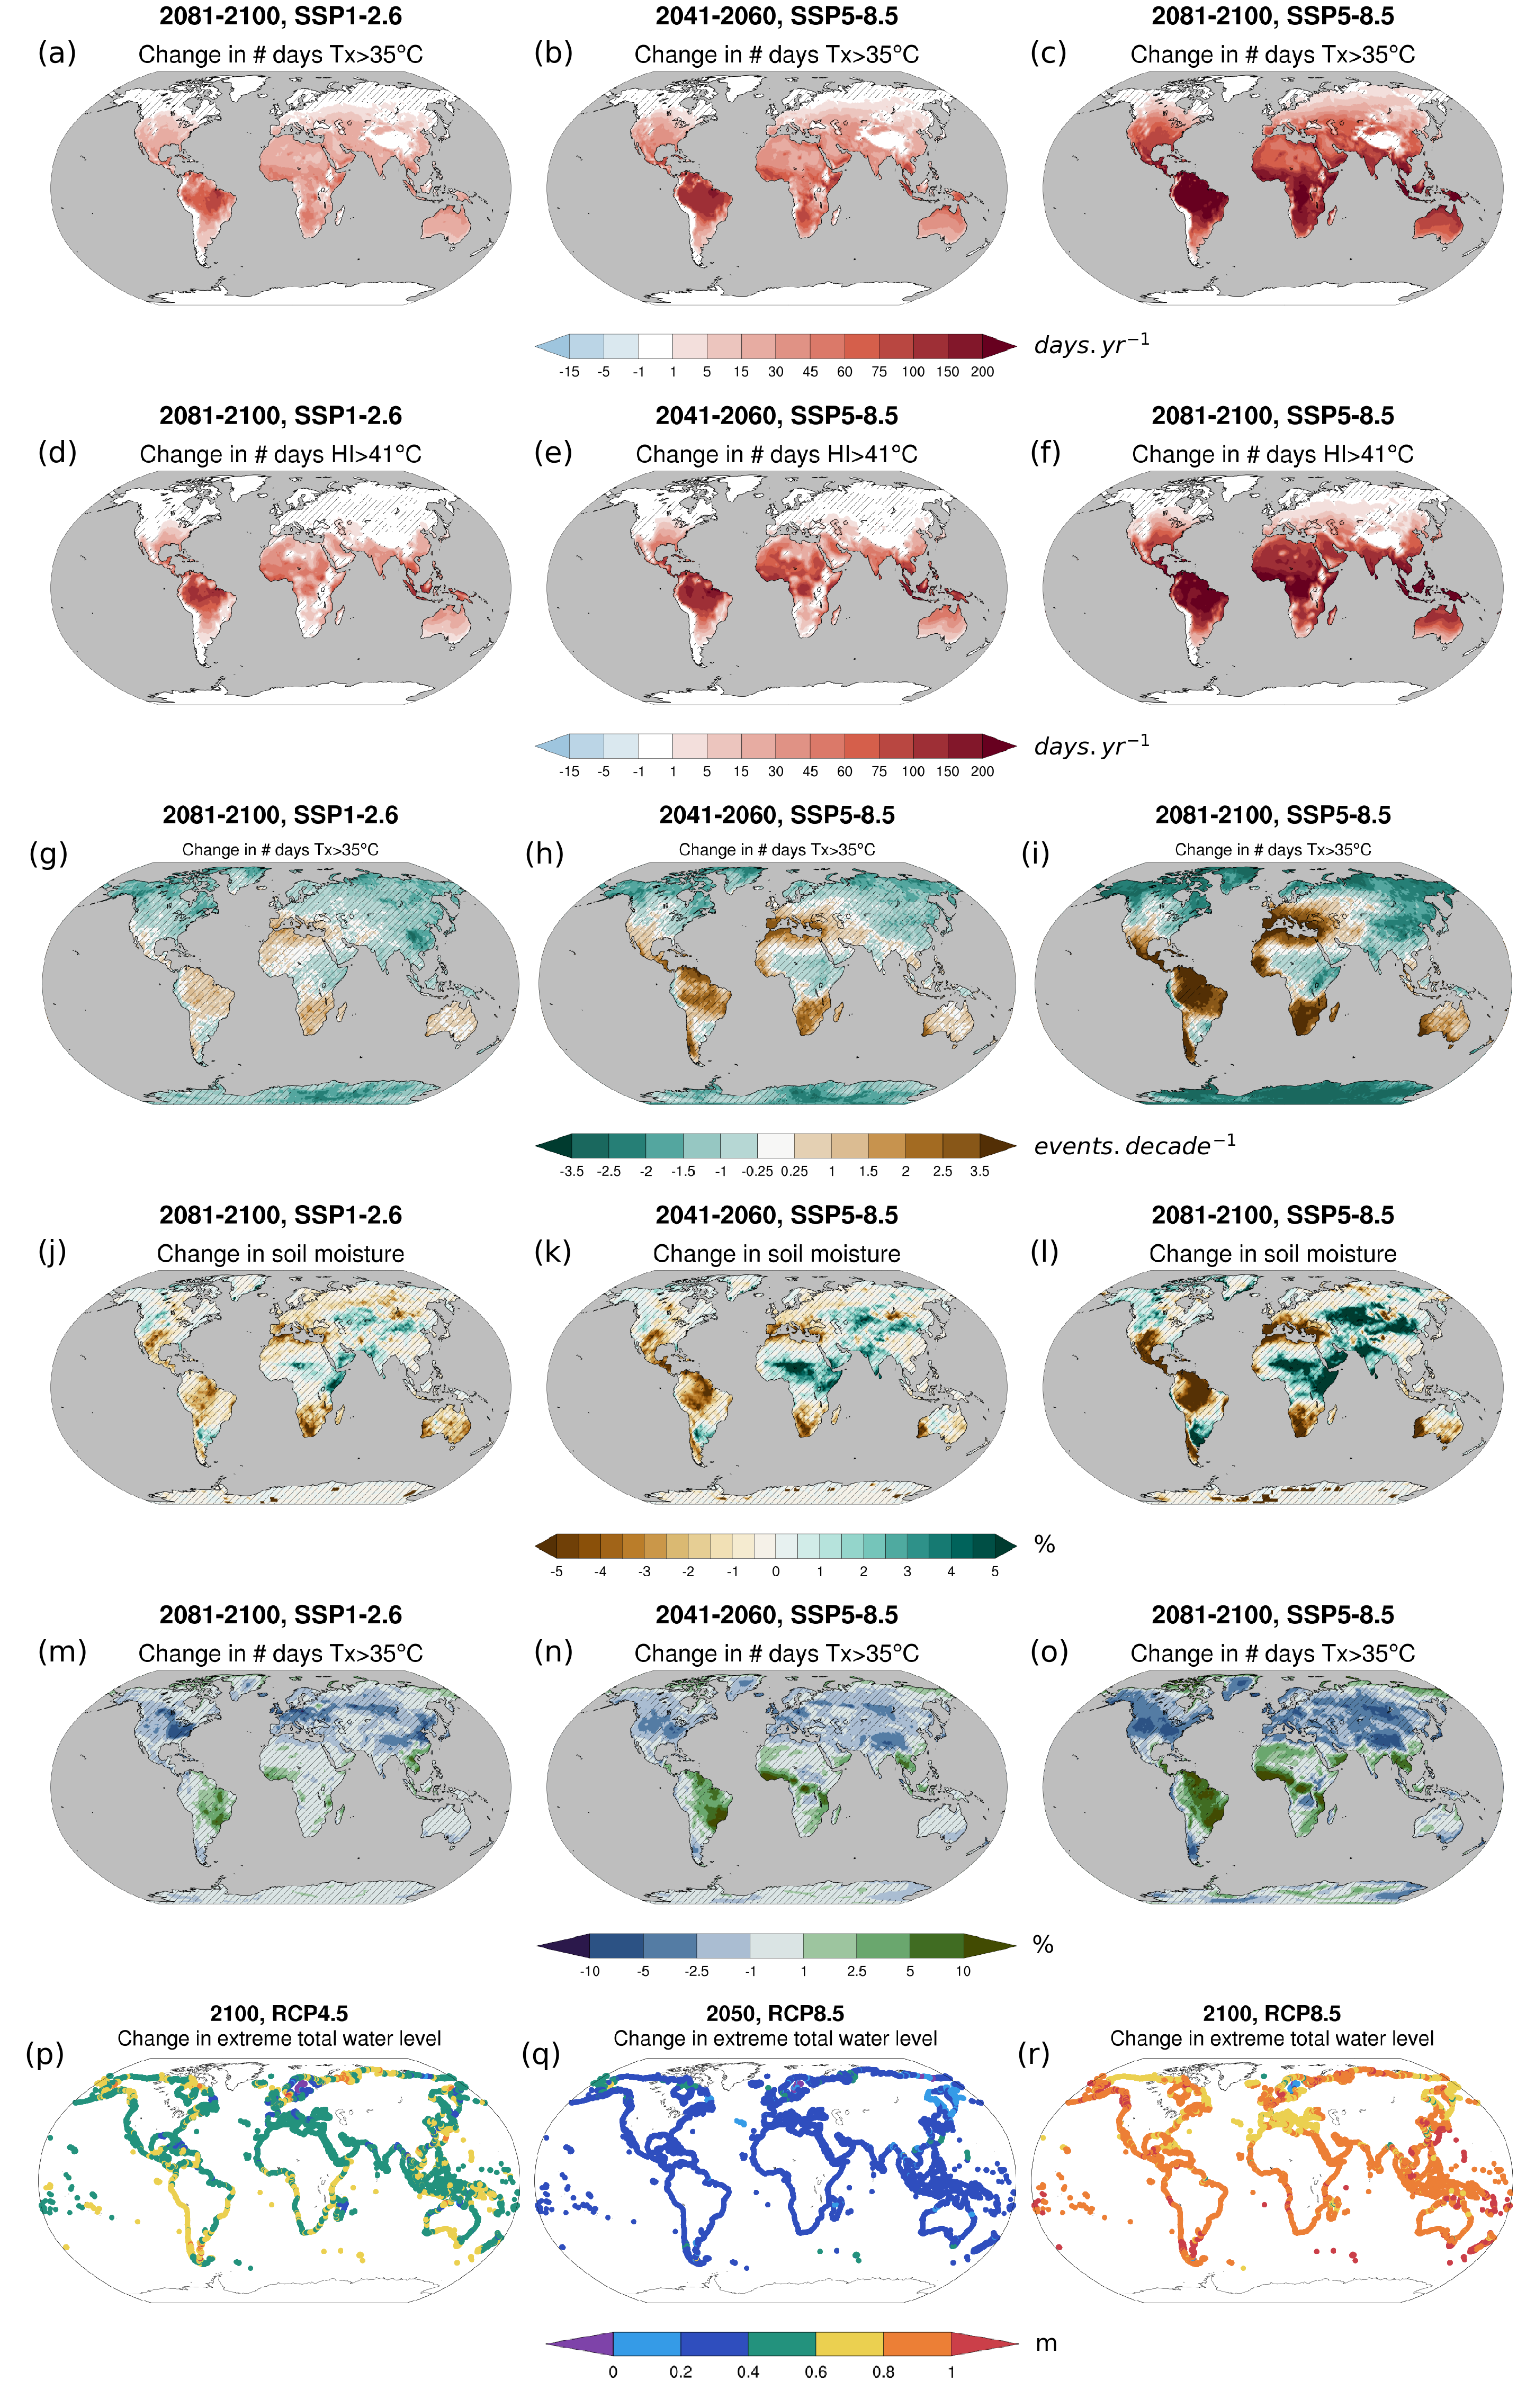 2081-2100, SSP1-2.6
2041-2060, SSP5-8.5
2081-2100, SSP5-8.5
(a) Change in # days Tx>35°C
(b) Change in # days Tx>35°C
(c) Change in # days Tx>35°C
days.yr⁻¹
-15 -5 -1 1 5 15 30 45 60 75 100 150 200
2081-2100, SSP1-2.6
2041-2060, SSP5-8.5
2081-2100, SSP5-8.5
(d) Change in # days HI>41°C
(e) Change in # days HI>41°C
(f) Change in # days HI>41°C
days.yr⁻¹
-15 -5 -1 1 5 15 30 45 60 75 100 150 200
2081-2100, SSP1-2.6
2041-2060, SSP5-8.5
2081-2100, SSP5-8.5
(g) Change in # days Tx>35°C
(h) Change in # days Tx>35°C
(i) Change in # days Tx>35°C
events.decade⁻¹
-3.5 -2.5 -2 -1.5 -1 -0.25 0.25 1 1.5 2 2.5 3.5
2081-2100, SSP1-2.6
2041-2060, SSP5-8.5
2081-2100, SSP5-8.5
(j) Change in soil moisture
(k) Change in soil moisture
(l) Change in soil moisture
%
-5 -4 -3 -2 -1 0 1 2 3 4 5
2081-2100, SSP1-2.6
2041-2060, SSP5-8.5
2081-2100, SSP5-8.5
(m) Change in # days Tx>35°C
(n) Change in # days Tx>35°C
(o) Change in # days Tx>35°C
%
-10 -5 -2.5 -1 1 2.5 5 10
2100, RCP4.5
2050, RCP8.5
2100, RCP8.5
(p) Change in extreme total water level
(q) Change in extreme total water level
(r) Change in extreme total water level
m
0 0.2 0.4 0.6 0.8 1